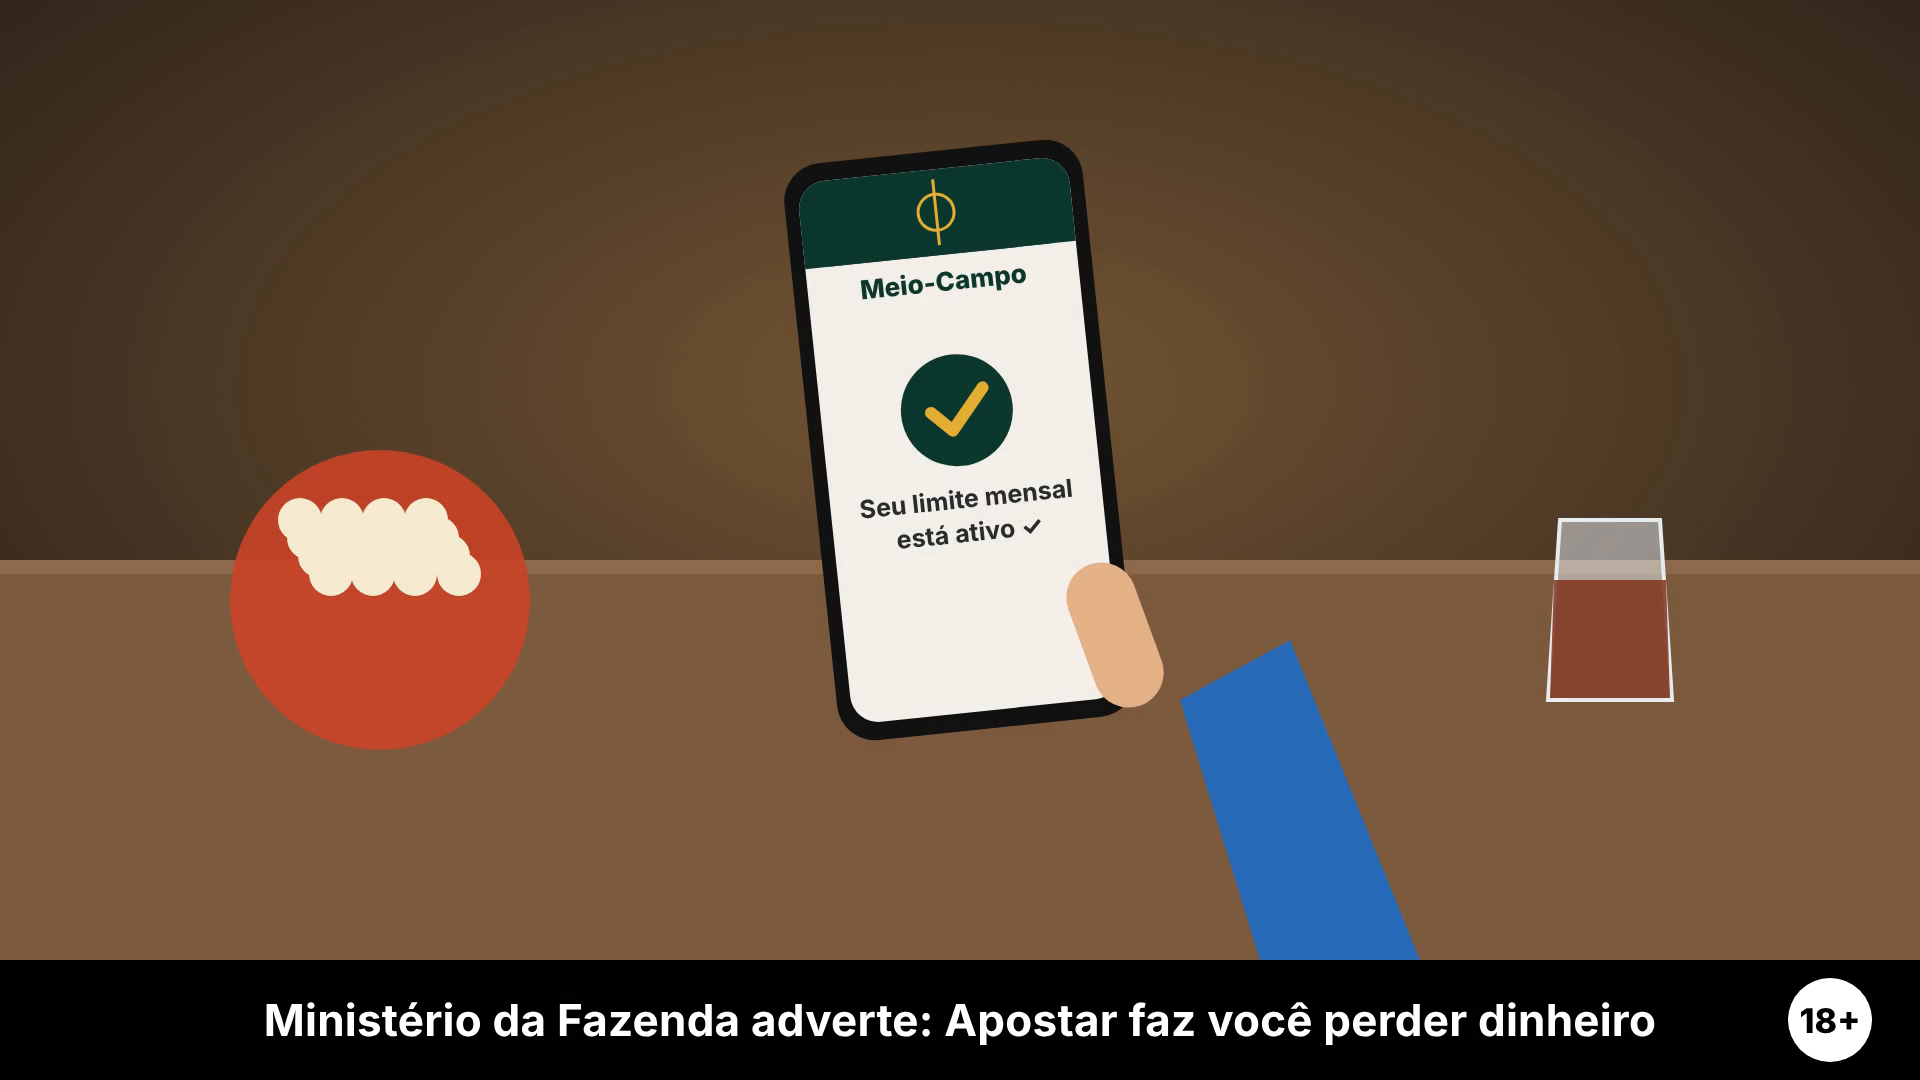 Meio-Campo
Seu limite mensal
está ativo ✓
Ministério da Fazenda adverte: Apostar faz você perder dinheiro
18+